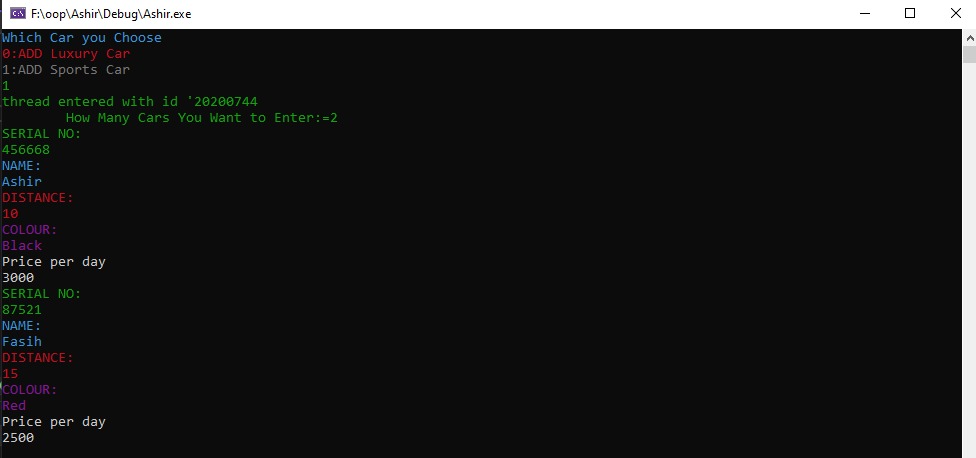 F:\oop\Ashir\Debug\Ashir.exe
Which Car you Choose
0:ADD Luxury Car
1:ADD Sports Car
1
thread entered with id '20200744
How Many Cars You Want to Enter:=2
SERIAL NO:
456668
NAME:
Ashir
DISTANCE:
10
COLOUR:
Black
Price per day
3000
SERIAL NO:
87521
NAME:
Fasih
DISTANCE:
15
COLOUR:
Red
Price per day
2500